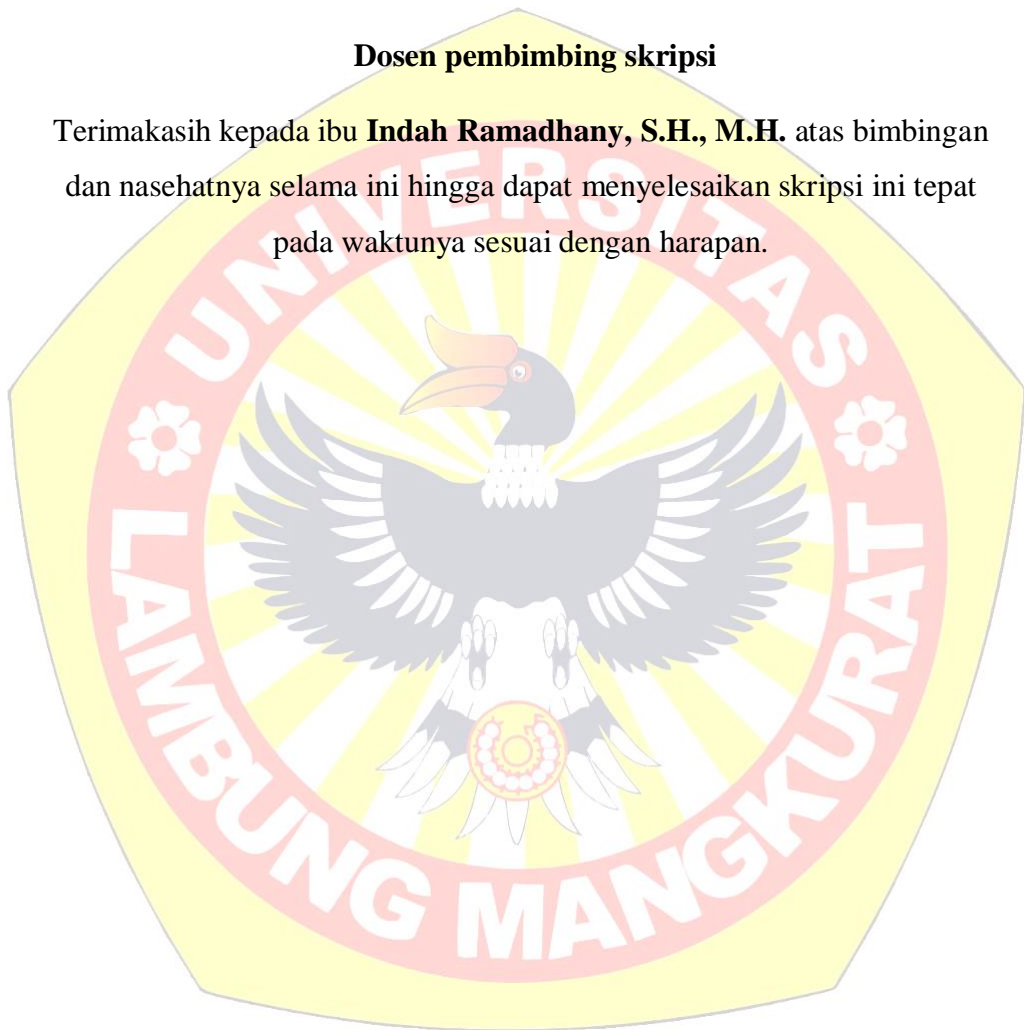 Dosen pembimbing skripsi
Terimakasih kepada ibu Indah Ramadhany, S.H., M.H. atas bimbingan
dan nasehatnya selama ini hingga dapat menyelesaikan skripsi ini tepat
pada waktunya sesuai dengan harapan.
UNIVERSITAS
LAMBUNG MANGKURAT